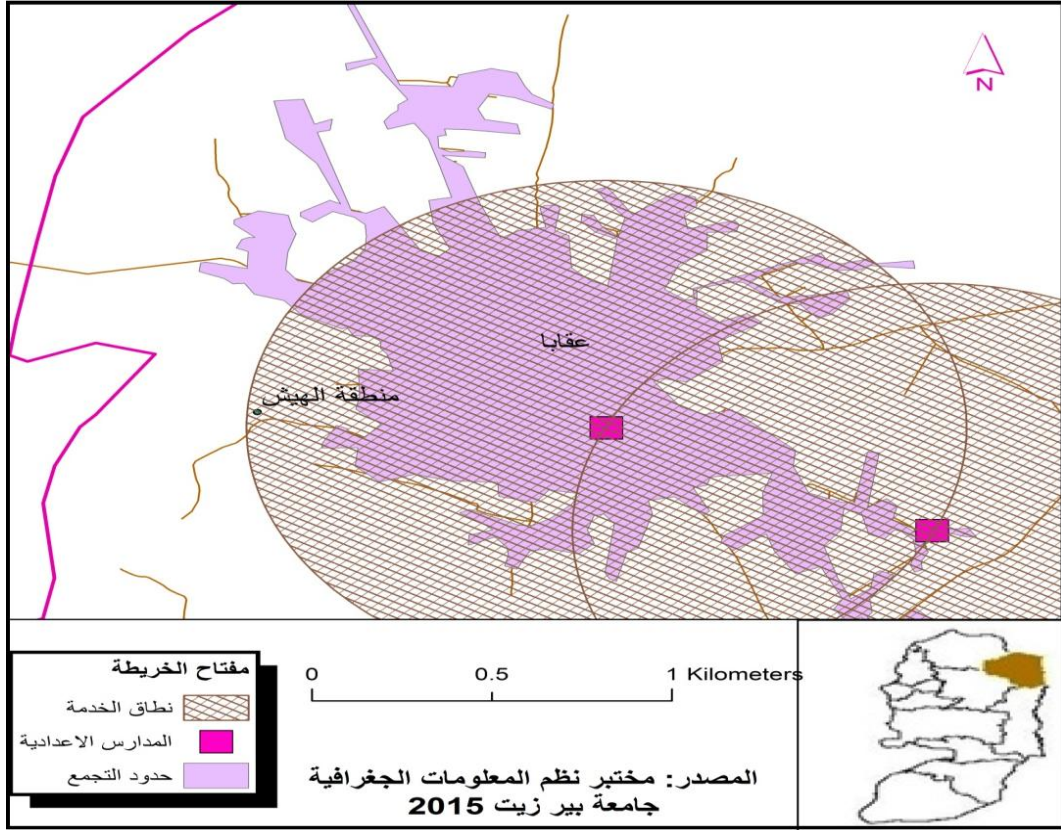 N
عقابا
منطقة الهيش
مفتاح الخريطة
نطاق الخدمة
المدارس الاعدادية
حدود التجمع
0 0.5 1 Kilometers
المصدر: مختبر نظم المعلومات الجغرافية
جامعة بير زيت 2015